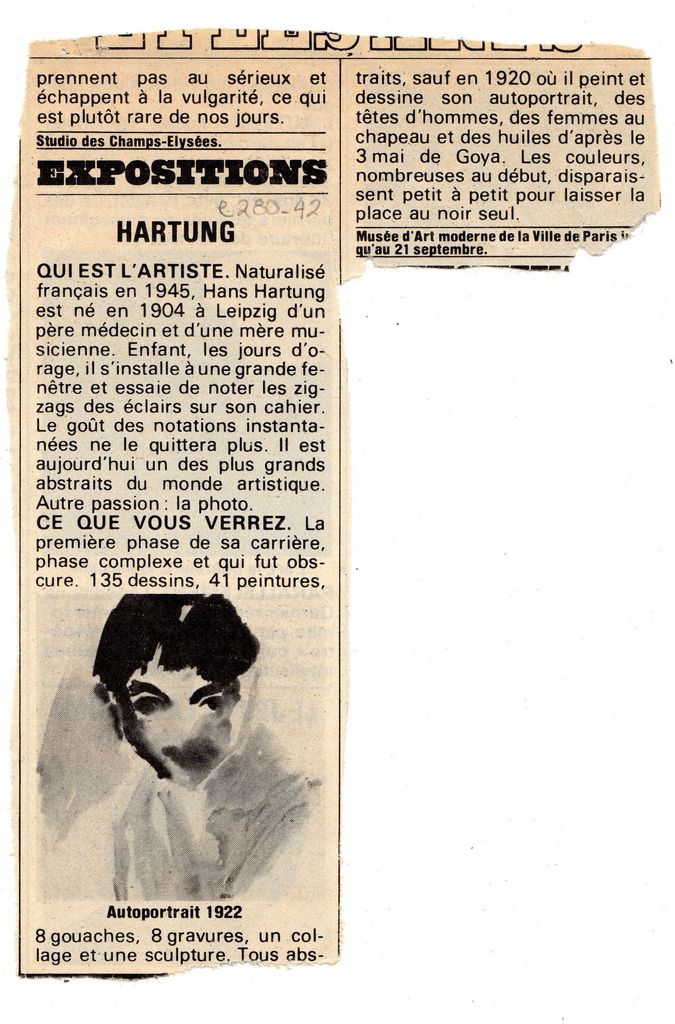 prennent pas au sérieux et
échappent à la vulgarité, ce qui
est plutôt rare de nos jours.
Studio des Champs-Elysées.
EXPOSITIONS
e280-42
HARTUNG
QUI EST L'ARTISTE. Naturalisé
français en 1945, Hans Hartung
est né en 1904 à Leipzig d'un
père médecin et d'une mère mu-
sicienne. Enfant, les jours d'o-
rage, il s'installe à une grande fe-
nêtre et essaie de noter les zig-
zags des éclairs sur son cahier.
Le goût des notations instanta-
nées ne le quittera plus. Il est
aujourd'hui un des plus grands
abstraits du monde artistique.
Autre passion : la photo.
CE QUE VOUS VERREZ. La
première phase de sa carrière,
phase complexe et qui fut obs-
cure. 135 dessins, 41 peintures,
Autoportrait 1922
8 gouaches, 8 gravures, un col-
lage et une sculpture. Tous abs-
traits, sauf en 1920 où il peint et
dessine son autoportrait, des
têtes d'hommes, des femmes au
chapeau et des huiles d'après le
3 mai de Goya. Les couleurs,
nombreuses au début, disparais-
sent petit à petit pour laisser la
place au noir seul.
Musée d'Art moderne de la Ville de Paris
qu'au 21 septembre.